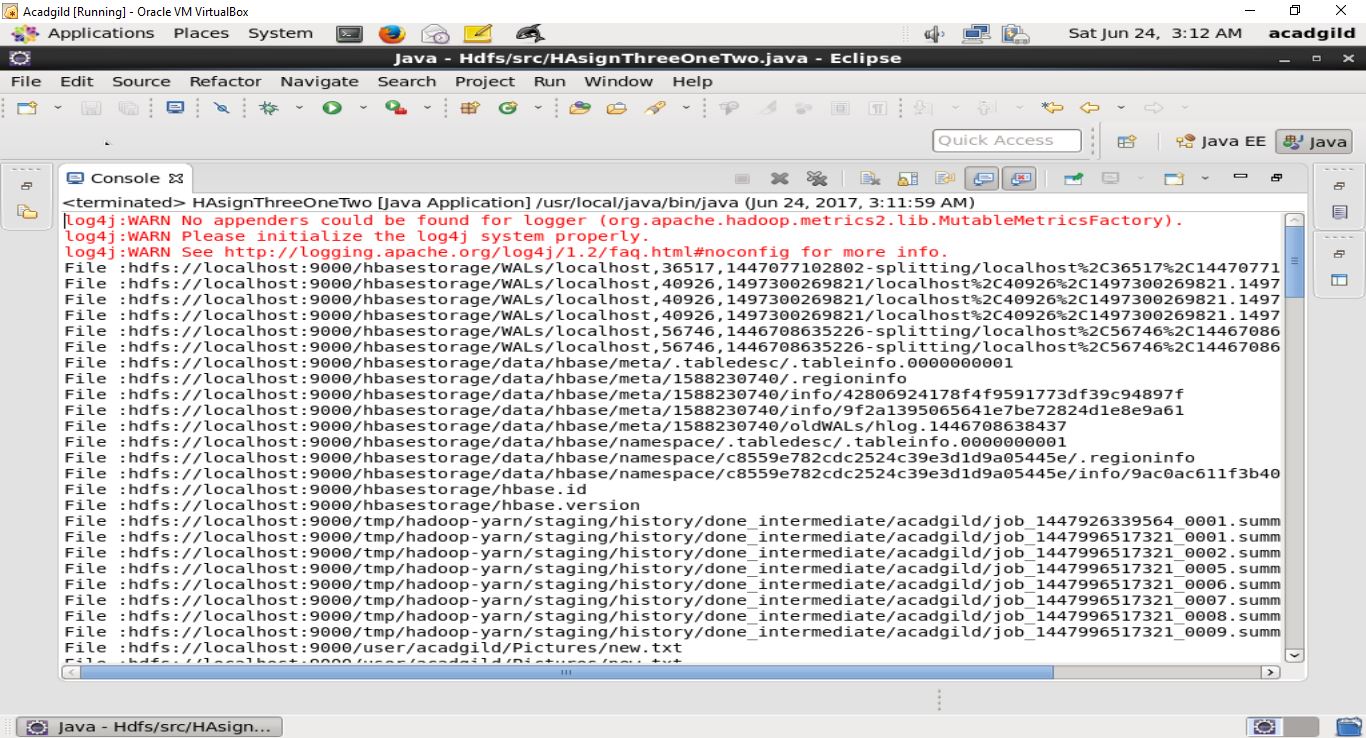 Acadgild [Running] - Oracle VM VirtualBox
Applications Places System Sat Jun 24, 3:12 AM acadgild
Java - Hdfs/src/HAsignThreeOneTwo.java - Eclipse
File Edit Source Refactor Navigate Search Project Run Window Help
Quick Access Java EE Java
Console
<terminated> HAsignThreeOneTwo [Java Application] /usr/local/java/bin/java (Jun 24, 2017, 3:11:59 AM)
log4j:WARN No appenders could be found for logger (org.apache.hadoop.metrics2.lib.MutableMetricsFactory).
log4j:WARN Please initialize the log4j system properly.
log4j:WARN See http://logging.apache.org/log4j/1.2/faq.html#noconfig for more info.
File :hdfs://localhost:9000/hbasestorage/WALs/localhost,36517,1447077102802-splitting/localhost%2C36517%2C14470771
File :hdfs://localhost:9000/hbasestorage/WALs/localhost,40926,1497300269821/localhost%2C40926%2C1497300269821.1497
File :hdfs://localhost:9000/hbasestorage/WALs/localhost,40926,1497300269821/localhost%2C40926%2C1497300269821.1497
File :hdfs://localhost:9000/hbasestorage/WALs/localhost,40926,1497300269821/localhost%2C40926%2C1497300269821.1497
File :hdfs://localhost:9000/hbasestorage/WALs/localhost,56746,1446708635226-splitting/localhost%2C56746%2C14467086
File :hdfs://localhost:9000/hbasestorage/WALs/localhost,56746,1446708635226-splitting/localhost%2C56746%2C14467086
File :hdfs://localhost:9000/hbasestorage/data/hbase/meta/.tabledesc/.tableinfo.0000000001
File :hdfs://localhost:9000/hbasestorage/data/hbase/meta/1588230740/.regioninfo
File :hdfs://localhost:9000/hbasestorage/data/hbase/meta/1588230740/info/42806924178f4f9591773df39c94897f
File :hdfs://localhost:9000/hbasestorage/data/hbase/meta/1588230740/info/9f2a1395065641e7be72824d1e8e9a61
File :hdfs://localhost:9000/hbasestorage/data/hbase/meta/1588230740/oldWALs/hlog.1446708638437
File :hdfs://localhost:9000/hbasestorage/data/hbase/namespace/.tabledesc/.tableinfo.0000000001
File :hdfs://localhost:9000/hbasestorage/data/hbase/namespace/c8559e782cdc2524c39e3d1d9a05445e/.regioninfo
File :hdfs://localhost:9000/hbasestorage/data/hbase/namespace/c8559e782cdc2524c39e3d1d9a05445e/info/9ac0ac611f3b40
File :hdfs://localhost:9000/hbasestorage/hbase.id
File :hdfs://localhost:9000/hbasestorage/hbase.version
File :hdfs://localhost:9000/tmp/hadoop-yarn/staging/history/done_intermediate/acadgild/job_1447926339564_0001.summ
File :hdfs://localhost:9000/tmp/hadoop-yarn/staging/history/done_intermediate/acadgild/job_1447996517321_0001.summ
File :hdfs://localhost:9000/tmp/hadoop-yarn/staging/history/done_intermediate/acadgild/job_1447996517321_0002.summ
File :hdfs://localhost:9000/tmp/hadoop-yarn/staging/history/done_intermediate/acadgild/job_1447996517321_0005.summ
File :hdfs://localhost:9000/tmp/hadoop-yarn/staging/history/done_intermediate/acadgild/job_1447996517321_0006.summ
File :hdfs://localhost:9000/tmp/hadoop-yarn/staging/history/done_intermediate/acadgild/job_1447996517321_0007.summ
File :hdfs://localhost:9000/tmp/hadoop-yarn/staging/history/done_intermediate/acadgild/job_1447996517321_0008.summ
File :hdfs://localhost:9000/tmp/hadoop-yarn/staging/history/done_intermediate/acadgild/job_1447996517321_0009.summ
File :hdfs://localhost:9000/user/acadgild/Pictures/new.txt
Java - Hdfs/src/HAsign...